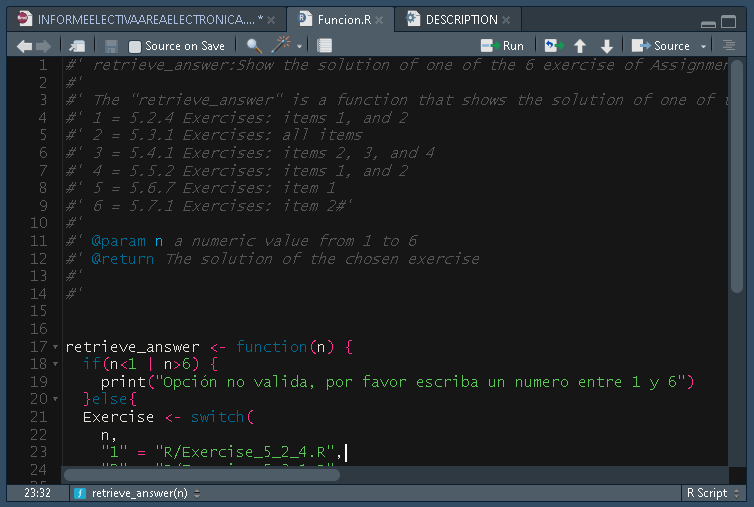 INFORMEELECTIVAAREAELECTRONICA.... * Funcion.R DESCRIPTION
Source on Save Run Source
1 #' retrieve_answer:Show the solution of one of the 6 exercise of Assignmen
2 #'
3 #' The "retrieve_answer" is a function that shows the solution of one of
4 #' 1 = 5.2.4 Exercises: items 1, and 2
5 #' 2 = 5.3.1 Exercises: all items
6 #' 3 = 5.4.1 Exercises: items 2, 3, and 4
7 #' 4 = 5.5.2 Exercises: items 1, and 2
8 #' 5 = 5.6.7 Exercises: item 1
9 #' 6 = 5.7.1 Exercises: item 2#'
10 #'
11 #' @param n a numeric value from 1 to 6
12 #' @return The solution of the chosen exercise
13 #'
14 #'
15
16
17 retrieve_answer <- function(n) {
18 if(n<1 | n>6) {
19 print("Opción no valida, por favor escriba un numero entre 1 y 6")
20 }else{
21 Exercise <- switch(
22 n,
23 "1" = "R/Exercise_5_2_4.R",
24
23:32 retrieve_answer(n) R Script